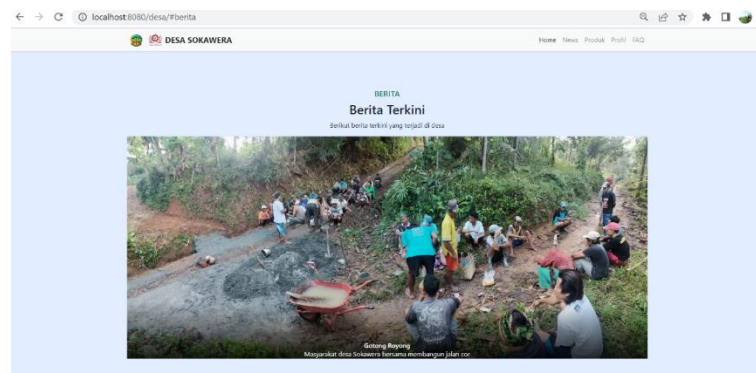 localhost:8080/desa/#berita
DESA SOKAWERA
Home News Produk Profil FAQ
BERITA
Berita Terkini
Berikut berita terkini yang terjadi di desa
Gotong Royong
Masyarakat desa Sokawera bersama membangun jalan cor